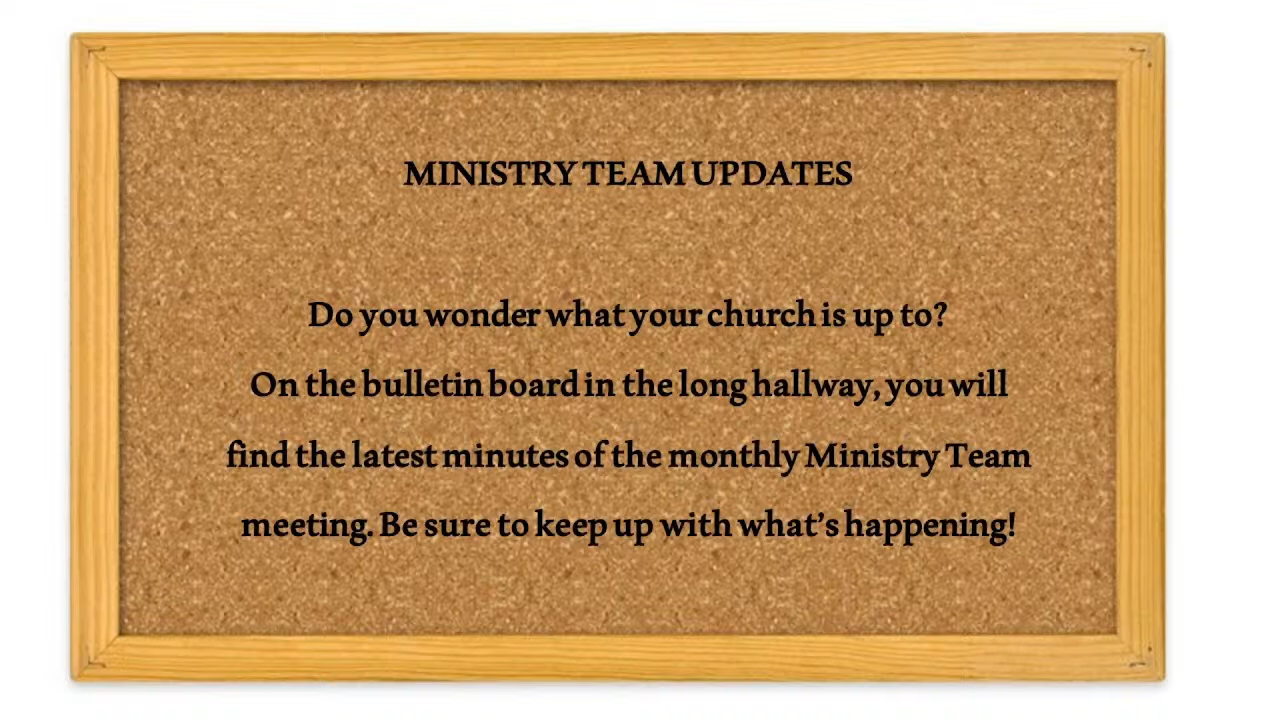 MINISTRY TEAM UPDATES
Do you wonder what your church is up to?
On the bulletin board in the long hallway, you will
find the latest minutes of the monthly Ministry Team
meeting. Be sure to keep up with what’s happening!